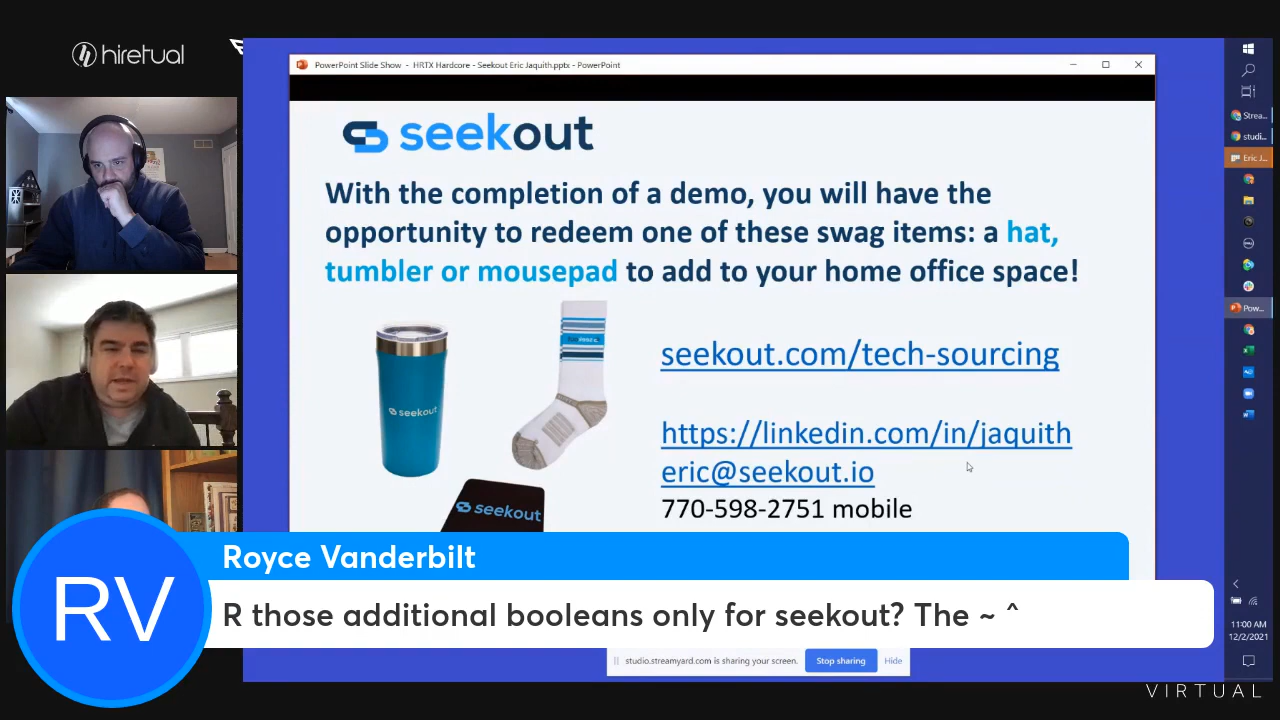 hiretual
PowerPoint Slide Show - HRTX Hardcore - Seekout Eric Jaquith.pptx - PowerPoint
seekout
With the completion of a demo, you will have the
opportunity to redeem one of these swag items: a hat,
tumbler or mousepad to add to your home office space!
seekout
seekout
seekout.com/tech-sourcing
https://linkedin.com/in/jaquith
eric@seekout.io
770-598-2751 mobile
RV
Royce Vanderbilt
R those additional booleans only for seekout? The ~ ^
studio.streamyard.com is sharing your screen.
Stop sharing
Hide
Strea...
studi...
Eric J...
Pow...
11:00 AM
12/2/2021
VIRTUAL